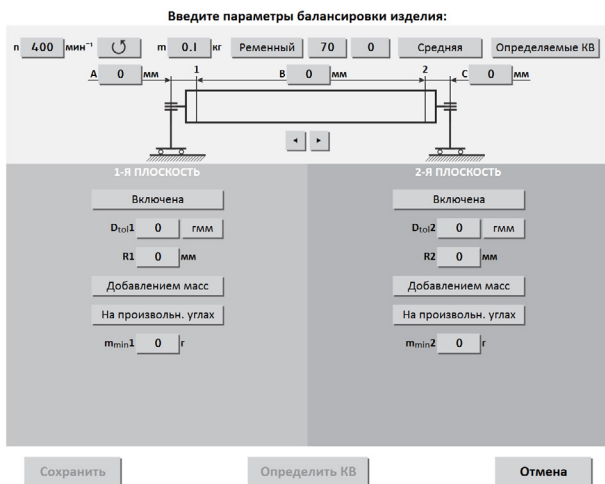 Введите параметры балансировки изделия:
n 400 мин⁻¹ m 0.1 кг Ременный 70 0 Средняя Определяемые КВ
A 0 мм 1 B 0 мм 2 C 0 мм
1-Я ПЛОСКОСТЬ 2-Я ПЛОСКОСТЬ
Включена Включена
Dtol1 0 гмм Dtol2 0 гмм
R1 0 мм R2 0 мм
Добавлением масс Добавлением масс
На произвольн. углах На произвольн. углах
mmin1 0 г mmin2 0 г
Сохранить Определить КВ Отмена